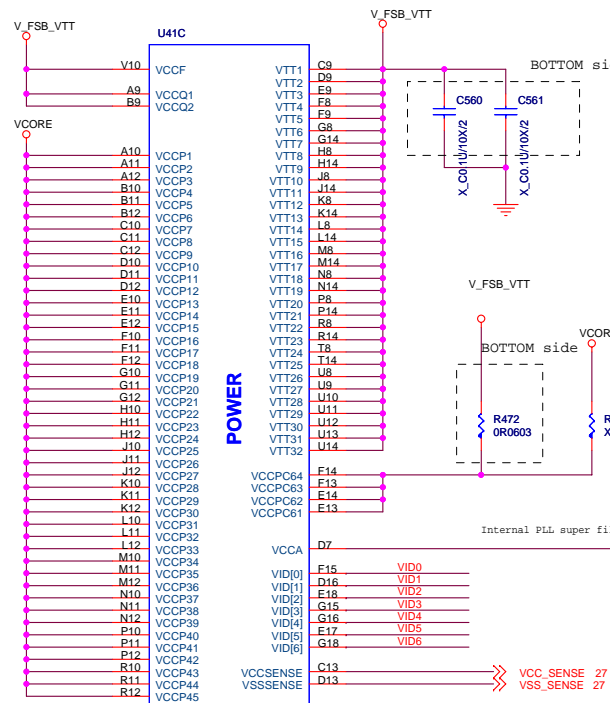 V_FSB_VTT
U41C
V_FSB_VTT
V10 VCCF
A9 VCCQ1
B9 VCCQ2
VCORE
A10 VCCP1
A11 VCCP2
A12 VCCP3
B10 VCCP4
B11 VCCP5
B12 VCCP6
C10 VCCP7
C11 VCCP8
C12 VCCP9
D10 VCCP10
D11 VCCP11
D12 VCCP12
E10 VCCP13
E11 VCCP14
E12 VCCP15
F10 VCCP16
F11 VCCP17
F12 VCCP18
G10 VCCP19
G11 VCCP20
G12 VCCP21
H10 VCCP22
H11 VCCP23
H12 VCCP24
J10 VCCP25
J11 VCCP26
J12 VCCP27
K10 VCCP28
K11 VCCP29
K12 VCCP30
L10 VCCP31
L11 VCCP32
L12 VCCP33
M10 VCCP34
M11 VCCP35
M12 VCCP36
N10 VCCP37
N11 VCCP38
N12 VCCP39
P10 VCCP40
P11 VCCP41
P12 VCCP42
R10 VCCP43
R11 VCCP44
R12 VCCP45
POWER
VTT1 C9
VTT2 D9
VTT3 E9
VTT4 F8
VTT5 F9
VTT6 G8
VTT7 G14
VTT8 H8
VTT9 H14
VTT10 J8
VTT11 J14
VTT12 K8
VTT13 K14
VTT14 L8
VTT15 L14
VTT16 M8
VTT17 M14
VTT18 N8
VTT19 N14
VTT20 P8
VTT21 P14
VTT22 R8
VTT23 R14
VTT24 T8
VTT25 T14
VTT26 U8
VTT27 U9
VTT28 U10
VTT29 U11
VTT30 U12
VTT31 U13
VTT32 U14
VCCPC64 F14
VCCPC63 F13
VCCPC62 E14
VCCPC61 E13
VCCA D7
VID[0] F15 VID0
VID[1] D16 VID1
VID[2] E18 VID2
VID[3] G15 VID3
VID[4] G16 VID4
VID[5] E17 VID5
VID[6] G18 VID6
VCCSENSE C13 VCC_SENSE 27
VSSSENSE D13 VSS_SENSE 27
BOTTOM si
C560
X_C0.1U/10X/2
C561
X_C0.1U/10X/2
V_FSB_VTT
VCOR
BOTTOM side
R472
0R0603
R
X
Internal PLL super fil